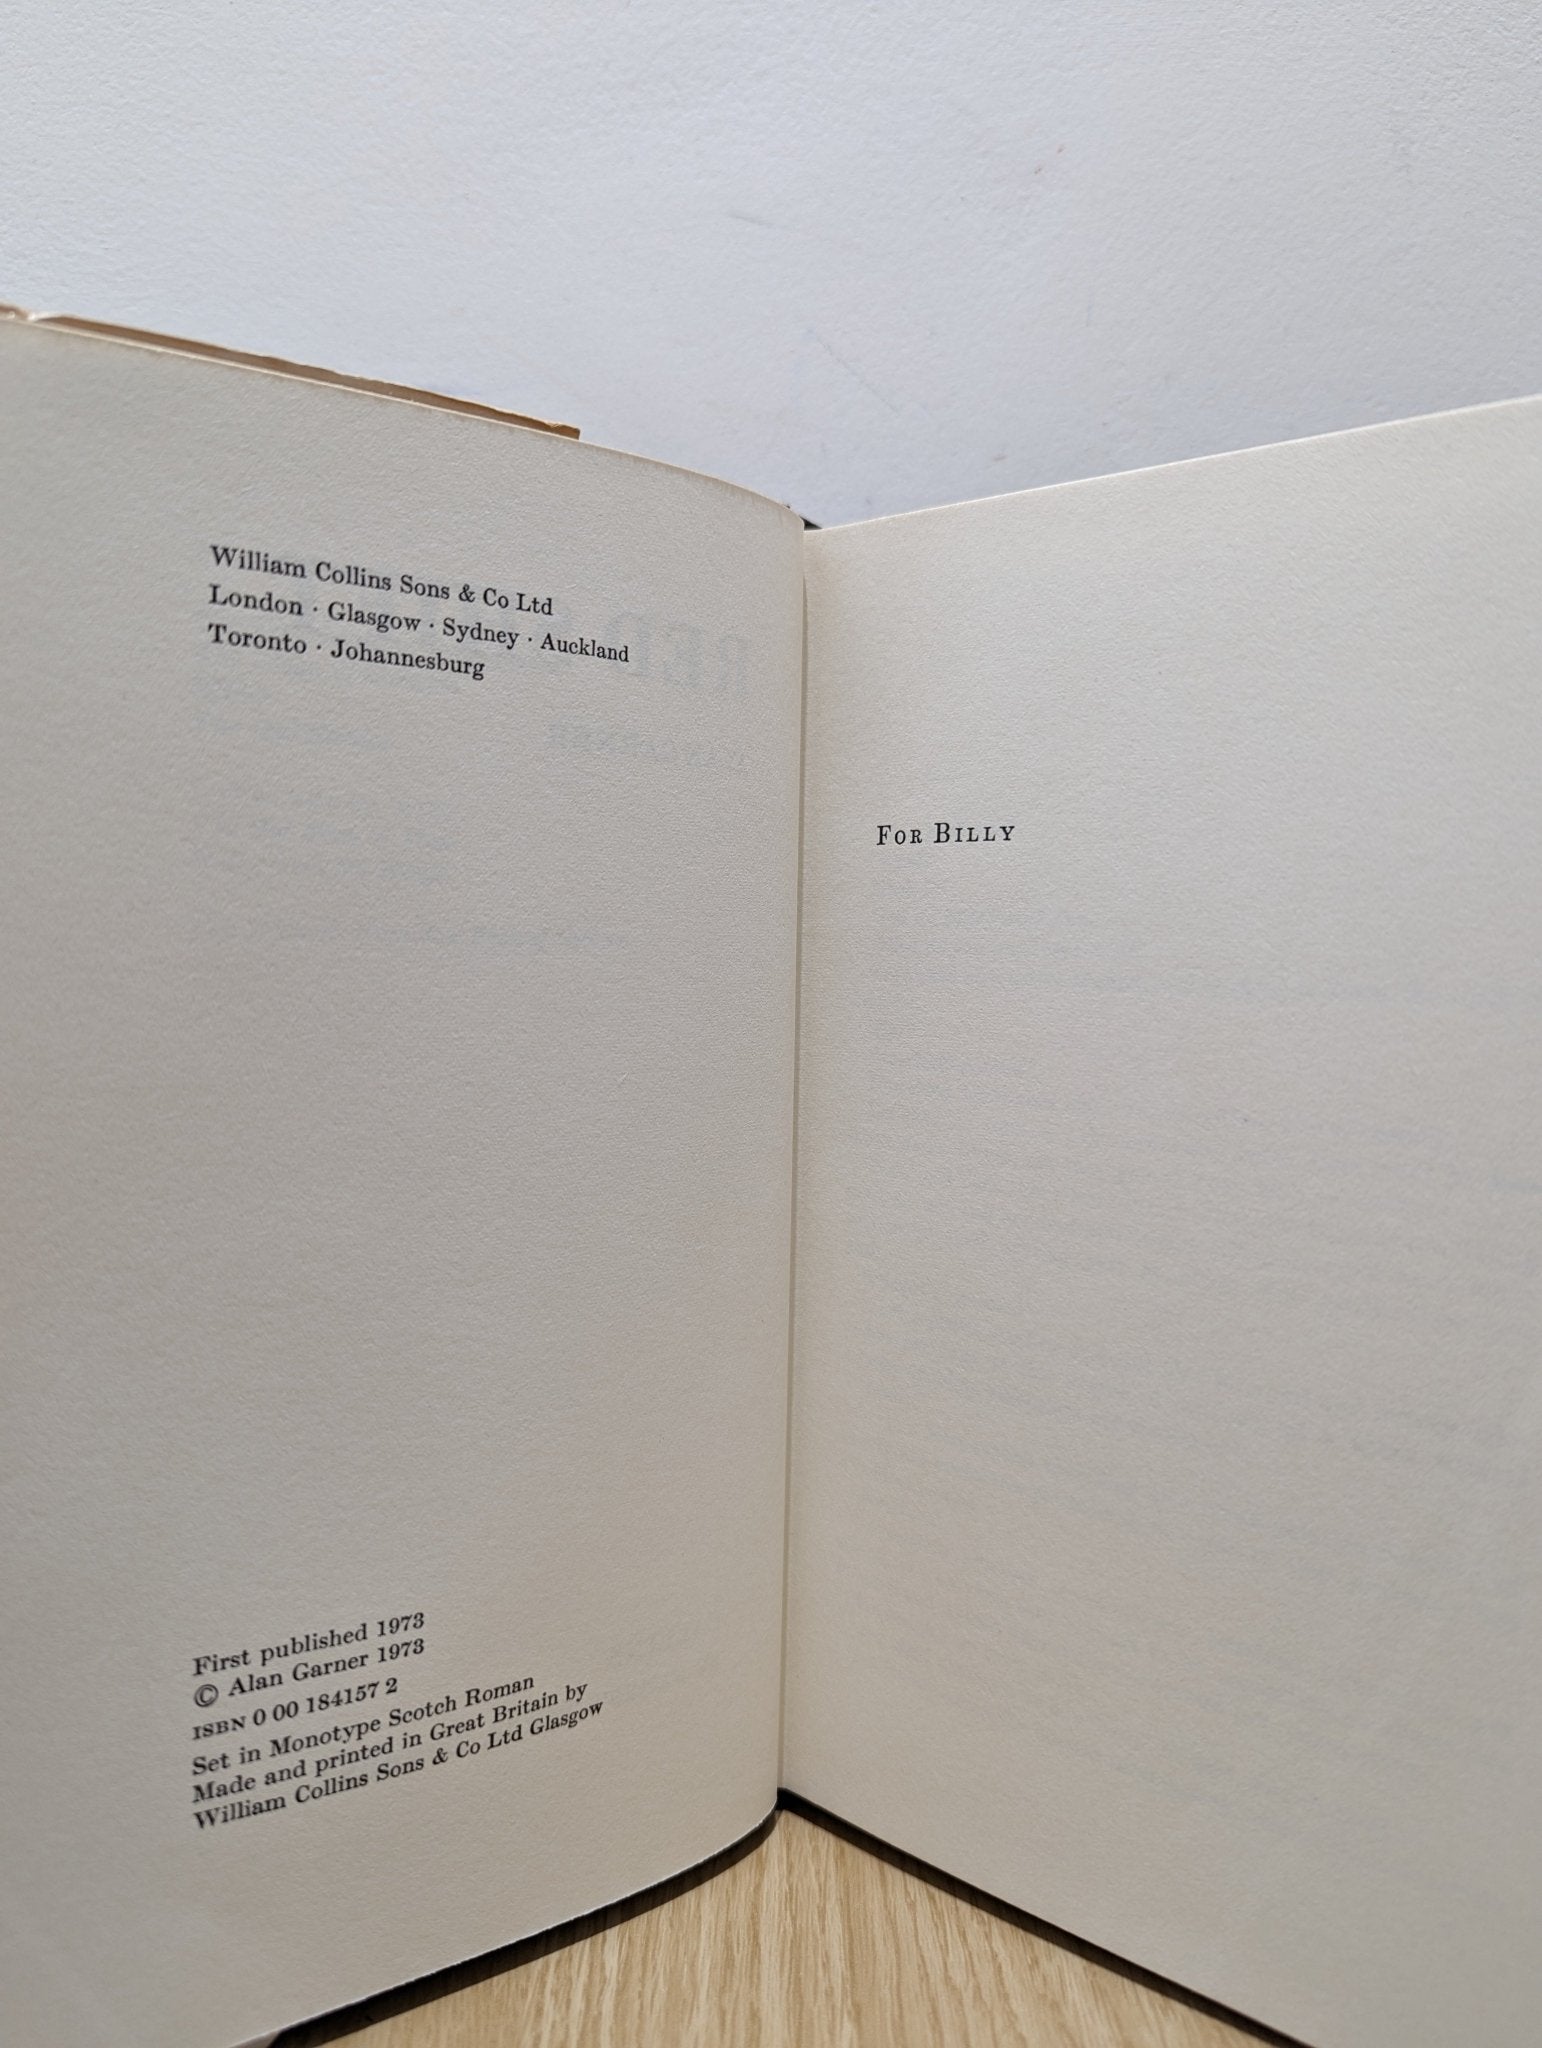 William Collins Sons & Co Ltd
London · Glasgow · Sydney · Auckland
Toronto · Johannesburg
First published 1973
© Alan Garner 1973
ISBN 0 00 184157 2
Set in Monotype Scotch Roman
Made and printed in Great Britain by
William Collins Sons & Co Ltd Glasgow
FOR BILLY